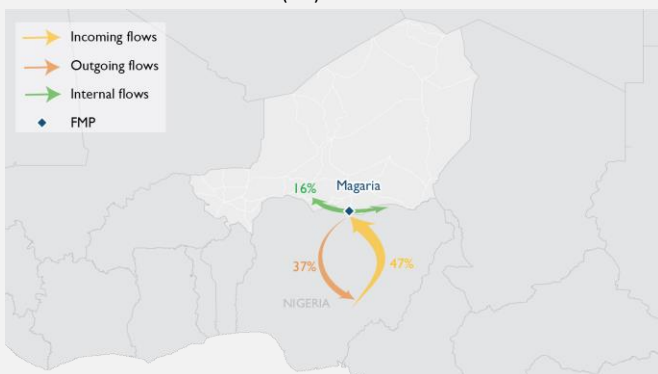 Incoming flows
Outgoing flows
Internal flows
FMP
16%
Magaria
37%
47%
NIGERIA